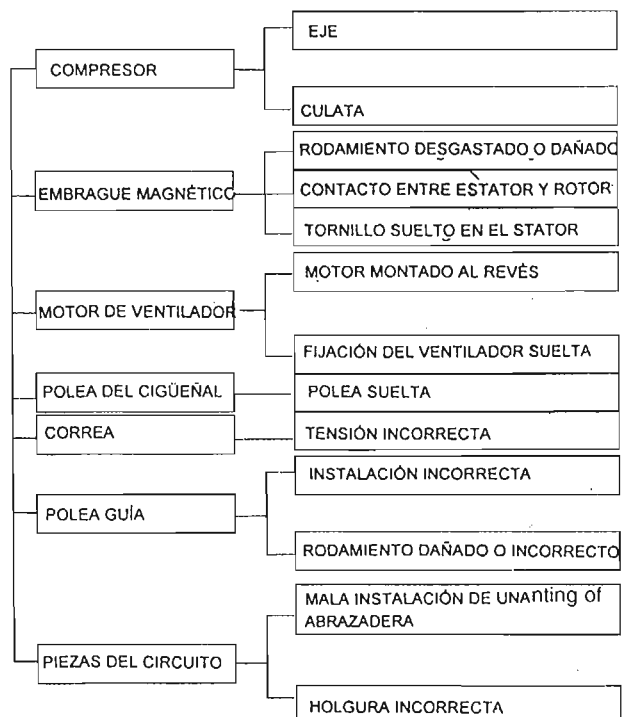 EJE
COMPRESOR
CULATA
RODAMIENTO DESGASTADO O DAÑADO
EMBRAGUE MAGNÉTICO
CONTACTO ENTRE ESTATOR Y ROTOR
TORNILLO SUELTO EN EL STATOR
MOTOR MONTADO AL REVÉS
MOTOR DE VENTILADOR
FIJACIÓN DEL VENTILADOR SUELTA
POLEA DEL CIGÜEÑAL
POLEA SUELTA
CORREA
TENSIÓN INCORRECTA
INSTALACIÓN INCORRECTA
POLEA GUÍA
RODAMIENTO DAÑADO O INCORRECTO
MALA INSTALACIÓN DE UNAnting of
ABRAZADERA
PIEZAS DEL CIRCUITO
HOLGURA INCORRECTA